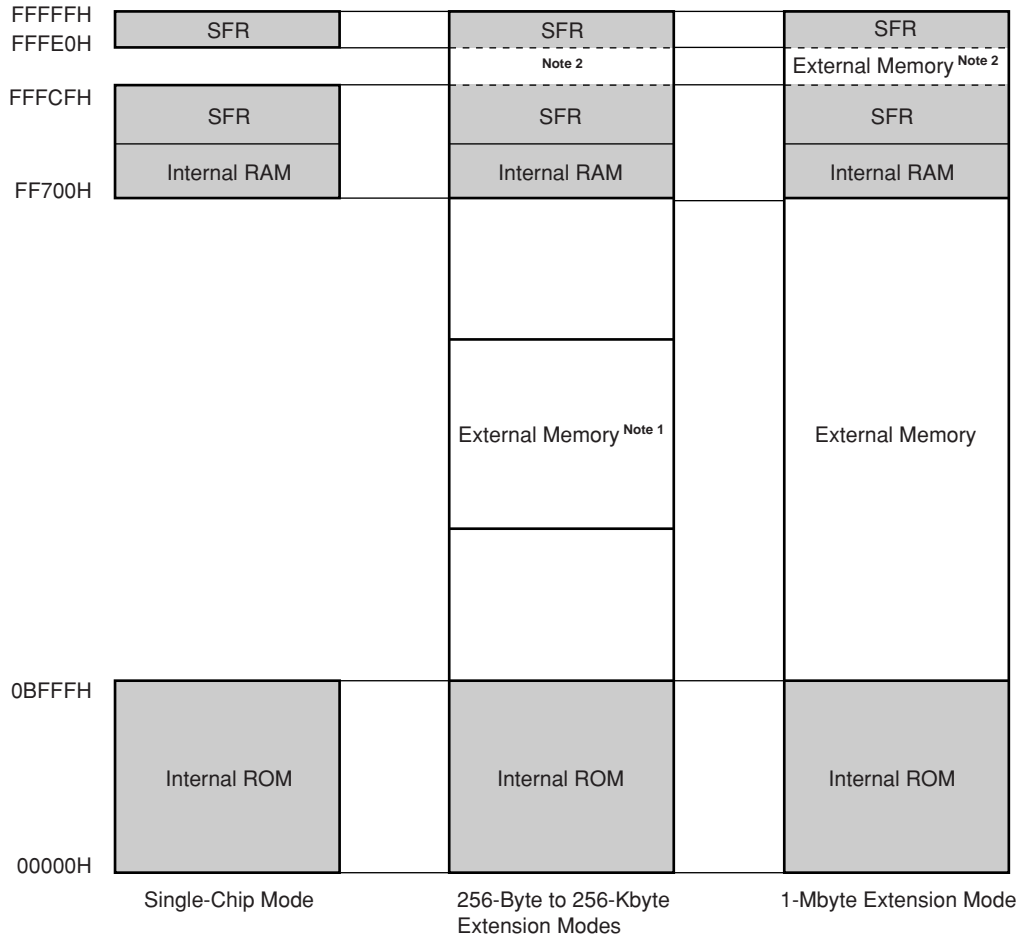 FFFFFH
SFR
SFR
SFR
FFFE0H
Note 2
External Memory Note 2
FFFCFH
SFR
SFR
SFR
Internal RAM
Internal RAM
Internal RAM
FF700H
External Memory Note 1
External Memory
0BFFFH
Internal ROM
Internal ROM
Internal ROM
00000H
Single-Chip Mode
256-Byte to 256-Kbyte
Extension Modes
1-Mbyte Extension Mode